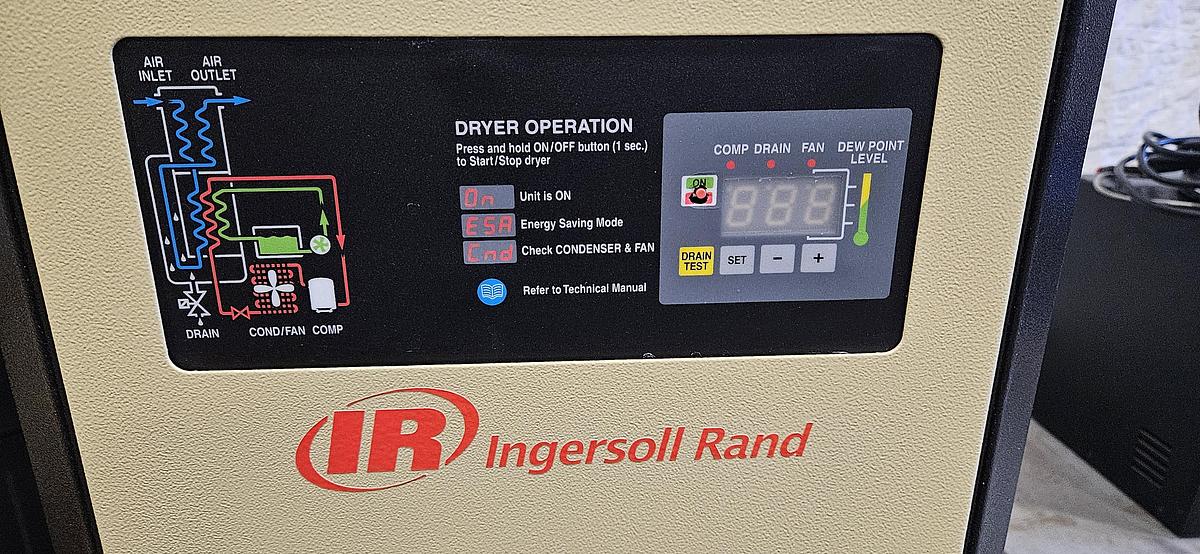 AIR
INLET
AIR
OUTLET
DRAIN
COND/FAN
COMP
DRYER OPERATION
Press and hold ON/OFF button (1 sec.)
to Start/Stop dryer
On Unit is ON
ESA Energy Saving Mode
Cnd Check CONDENSER & FAN
Refer to Technical Manual
COMP DRAIN FAN
DEW POINT
LEVEL
ON
888
DRAIN
TEST
SET
−
+
IR Ingersoll Rand